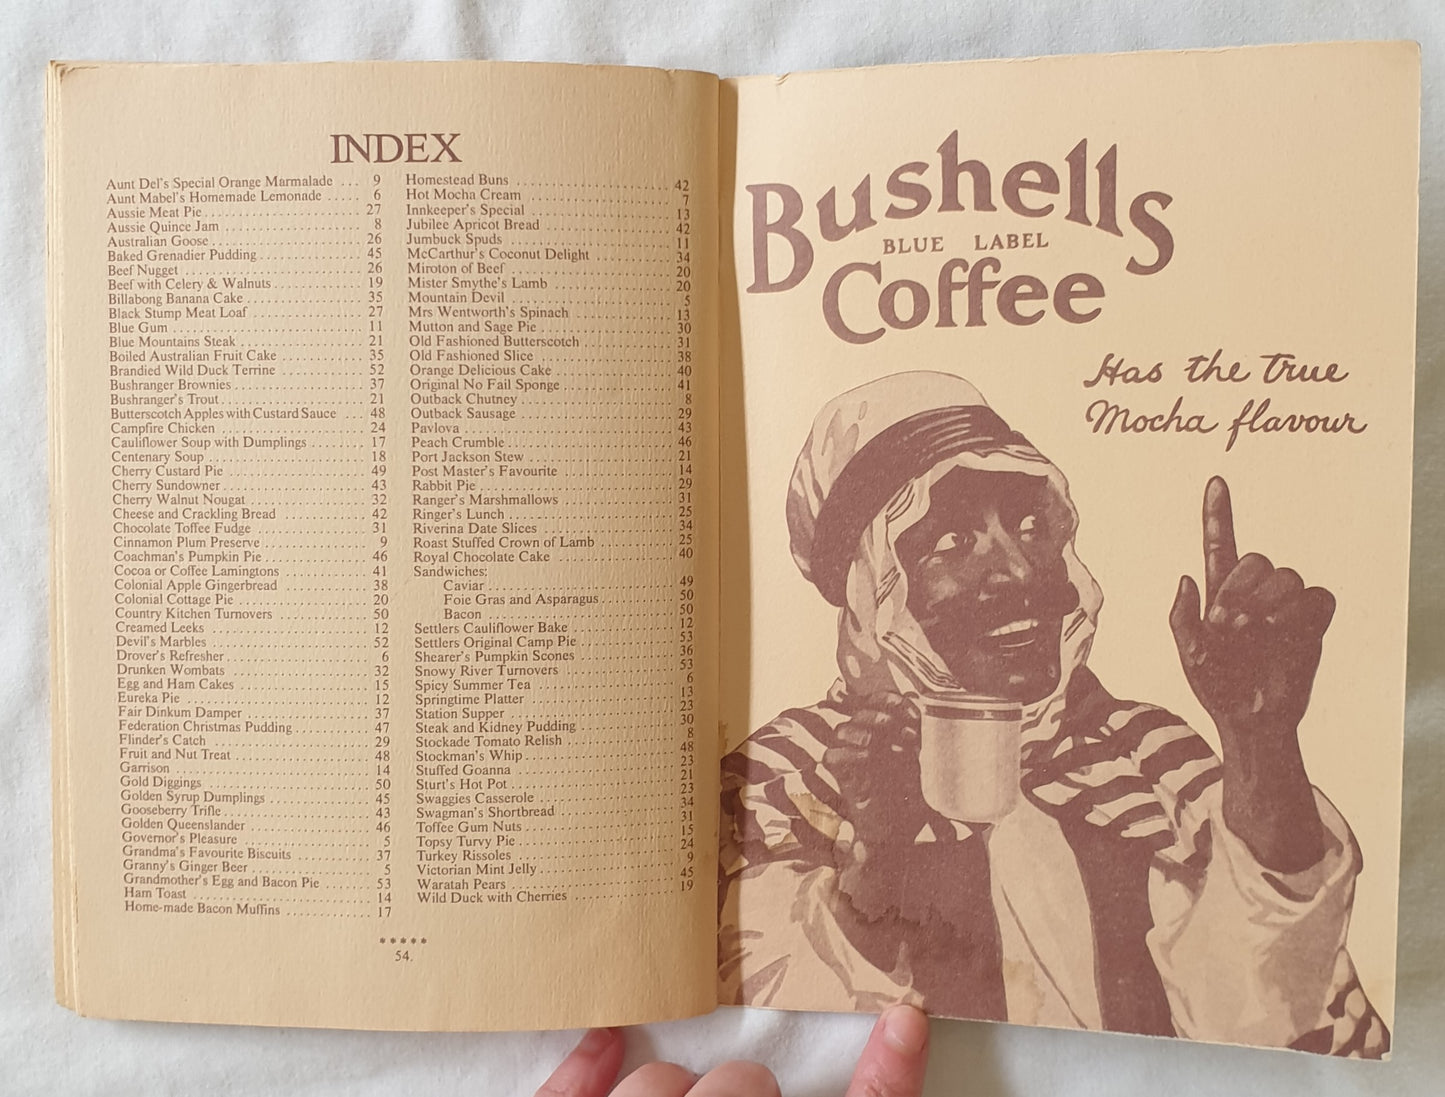 INDEX
Aunt Del's Special Orange Marmalade ... 9
Aunt Mabel's Homemade Lemonade ..... 6
Aussie Meat Pie ..... 27
Aussie Quince Jam ..... 8
Australian Goose ..... 26
Baked Grenadier Pudding ..... 45
Beef Nugget ..... 26
Beef with Celery & Walnuts ..... 19
Billabong Banana Cake ..... 35
Black Stump Meat Loaf ..... 27
Blue Gum ..... 11
Blue Mountains Steak ..... 21
Boiled Australian Fruit Cake ..... 35
Brandied Wild Duck Terrine ..... 52
Bushranger Brownies ..... 37
Bushranger's Trout ..... 21
Butterscotch Apples with Custard Sauce ... 48
Campfire Chicken ..... 24
Cauliflower Soup with Dumplings ..... 17
Centenary Soup ..... 18
Cherry Custard Pie ..... 49
Cherry Sundowner ..... 43
Cherry Walnut Nougat ..... 32
Cheese and Crackling Bread ..... 42
Chocolate Toffee Fudge ..... 31
Cinnamon Plum Preserve ..... 9
Coachman's Pumpkin Pie ..... 46
Cocoa or Coffee Lamingtons ..... 41
Colonial Apple Gingerbread ..... 38
Colonial Cottage Pie ..... 20
Country Kitchen Turnovers ..... 50
Creamed Leeks ..... 12
Devil's Marbles ..... 52
Drover's Refresher ..... 6
Drunken Wombats ..... 32
Egg and Ham Cakes ..... 15
Eureka Pie ..... 12
Fair Dinkum Damper ..... 37
Federation Christmas Pudding ..... 47
Flinder's Catch ..... 29
Fruit and Nut Treat ..... 48
Garrison ..... 14
Gold Diggings ..... 50
Golden Syrup Dumplings ..... 45
Gooseberry Trifle ..... 43
Golden Queenslander ..... 46
Governor's Pleasure ..... 5
Grandma's Favourite Biscuits ..... 37
Granny's Ginger Beer ..... 5
Grandmother's Egg and Bacon Pie ..... 53
Ham Toast ..... 14
Home-made Bacon Muffins ..... 17
Homestead Buns ..... 42
Hot Mocha Cream ..... 7
Innkeeper's Special ..... 13
Jubilee Apricot Bread ..... 42
Jumbuck Spuds ..... 11
McCarthur's Coconut Delight ..... 34
Miroton of Beef ..... 20
Mister Smythe's Lamb ..... 20
Mountain Devil ..... 5
Mrs Wentworth's Spinach ..... 13
Mutton and Sage Pie ..... 30
Old Fashioned Butterscotch ..... 31
Old Fashioned Slice ..... 38
Orange Delicious Cake ..... 40
Original No Fail Sponge ..... 41
Outback Chutney ..... 8
Outback Sausage ..... 29
Pavlova ..... 43
Peach Crumble ..... 46
Port Jackson Stew ..... 21
Post Master's Favourite ..... 14
Rabbit Pie ..... 29
Ranger's Marshmallows ..... 31
Ringer's Lunch ..... 25
Riverina Date Slices ..... 34
Roast Stuffed Crown of Lamb ..... 25
Royal Chocolate Cake ..... 40
Sandwiches:
Caviar ..... 49
Foie Gras and Asparagus ..... 50
Bacon ..... 50
Settlers Cauliflower Bake ..... 12
Settlers Original Camp Pie ..... 53
Shearer's Pumpkin Scones ..... 36
Snowy River Turnovers ..... 53
Spicy Summer Tea ..... 6
Springtime Platter ..... 13
Station Supper ..... 23
Steak and Kidney Pudding ..... 30
Stockade Tomato Relish ..... 8
Stockman's Whip ..... 48
Stuffed Goanna ..... 23
Sturt's Hot Pot ..... 21
Swaggies Casserole ..... 23
Swagman's Shortbread ..... 34
Toffee Gum Nuts ..... 31
Topsy Turvy Pie ..... 15
Turkey Rissoles ..... 24
Victorian Mint Jelly ..... 9
Waratah Pears ..... 45
Wild Duck with Cherries ..... 19
*****
54.
Bushells
BLUE LABEL
Coffee
Has the true
Mocha flavour